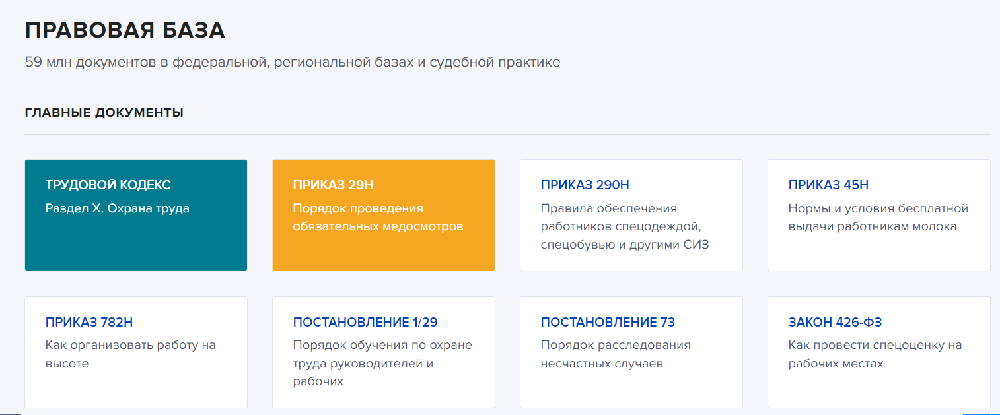 ПРАВОВАЯ БАЗА
59 млн документов в федеральной, региональной базах и судебной практике
ГЛАВНЫЕ ДОКУМЕНТЫ
ТРУДОВОЙ КОДЕКС
Раздел X. Охрана труда
ПРИКАЗ 29Н
Порядок проведения
обязательных медосмотров
ПРИКАЗ 290Н
Правила обеспечения
работников спецодеждой,
спецобувью и другими СИЗ
ПРИКАЗ 45Н
Нормы и условия бесплатной
выдачи работникам молока
ПРИКАЗ 782Н
Как организовать работу на
высоте
ПОСТАНОВЛЕНИЕ 1/29
Порядок обучения по охране
труда руководителей и
рабочих
ПОСТАНОВЛЕНИЕ 73
Порядок расследования
несчастных случаев
ЗАКОН 426-ФЗ
Как провести спецоценку на
рабочих местах